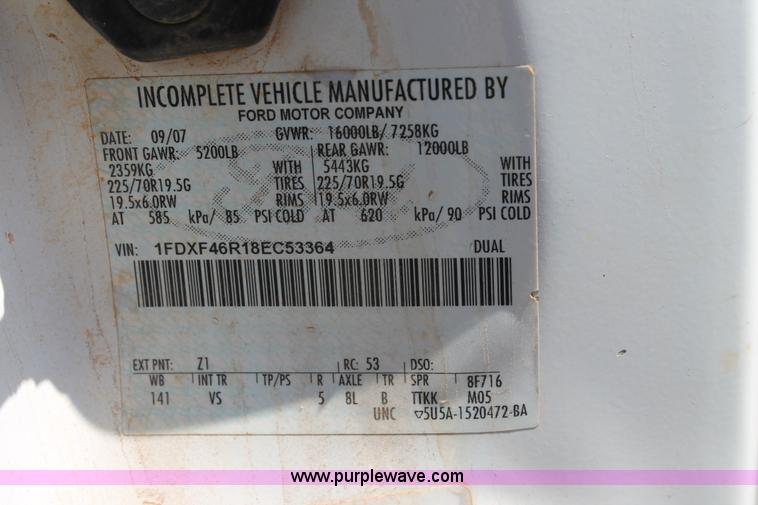 INCOMPLETE VEHICLE MANUFACTURED BY
FORD MOTOR COMPANY
DATE: 09/07 GVWR: 16000LB/ 7258KG
FRONT GAWR: 5200LB REAR GAWR: 12000LB
2359KG WITH 5443KG WITH
225/70R19.5G TIRES 225/70R19.5G TIRES
19.5x6.0RW RIMS 19.5x6.0RW RIMS
AT 585 kPa/ 85 PSI COLD AT 620 kPa/ 90 PSI COLD
VIN: 1FDXF46R18EC53364 DUAL
EXT PNT: Z1 RC: 53 DSO:
WB INT TR TP/PS R AXLE TR SPR 8F716
141 VS 5 8L B TTKK M05
UNC ▽5U5A-1520472-BA
www.purplewave.com